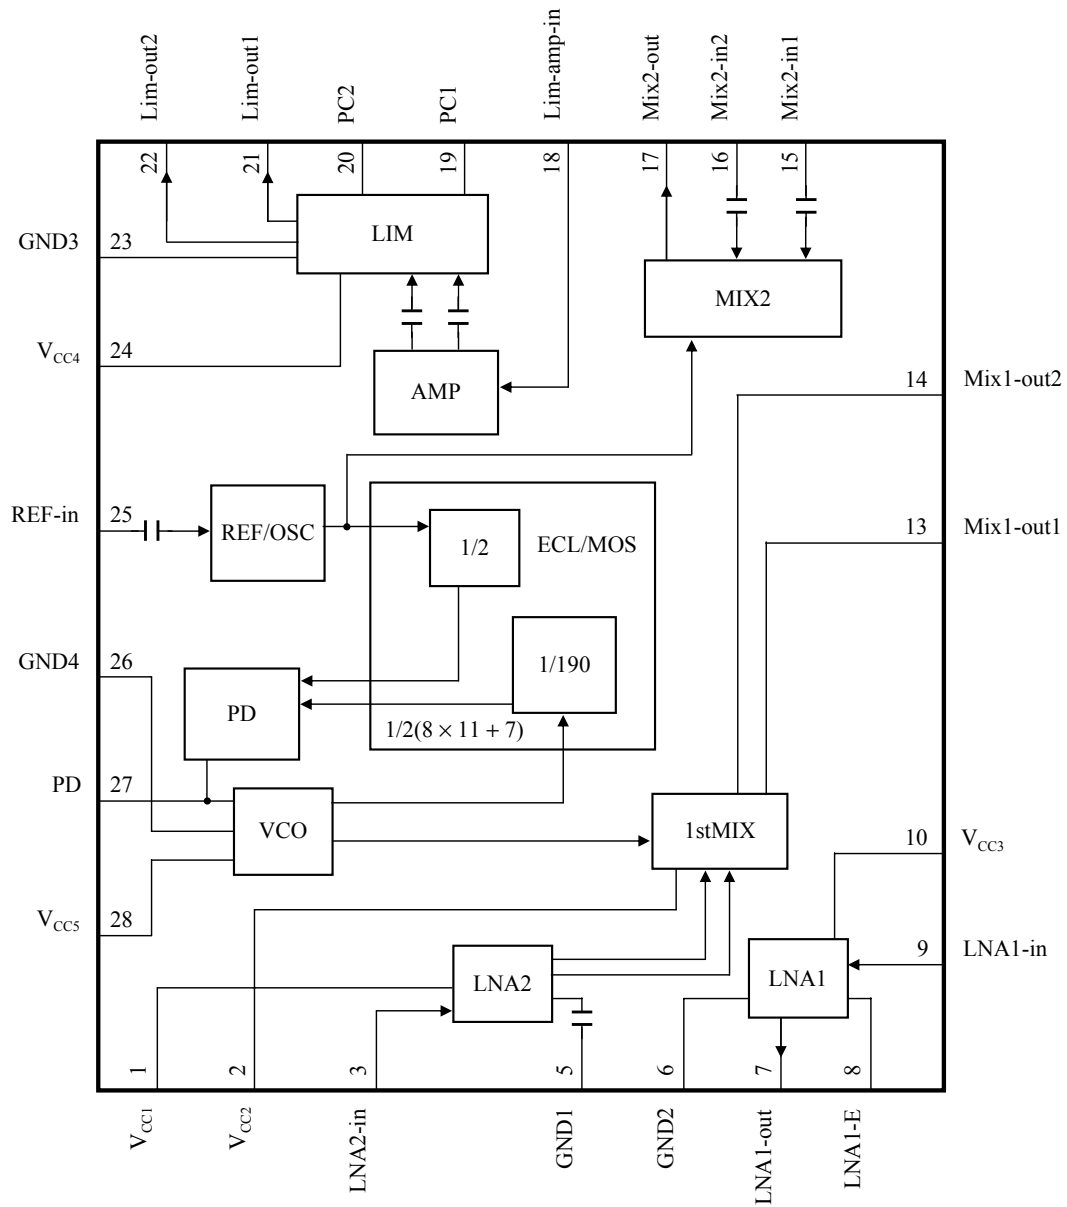 Lim-out2
Lim-out1
PC2
PC1
Lim-amp-in
Mix2-out
Mix2-in2
Mix2-in1
22
21
20
19
18
17
16
15
GND3
23
LIM
MIX2
V_CC4
24
AMP
14
Mix1-out2
REF-in
25
REF/OSC
1/2
ECL/MOS
13
Mix1-out1
GND4
26
1/190
PD
1/2(8 × 11 + 7)
PD
27
VCO
1stMIX
10
V_CC3
V_CC5
28
LNA2
LNA1
9
LNA1-in
1
2
3
5
6
7
8
V_CC1
V_CC2
LNA2-in
GND1
GND2
LNA1-out
LNA1-E